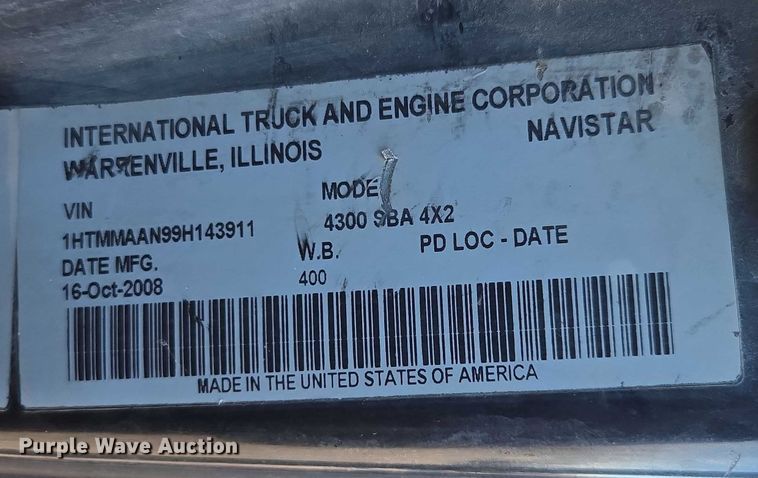 INTERNATIONAL TRUCK AND ENGINE CORPORATION
WARRENVILLE, ILLINOIS NAVISTAR
VIN MODEL
1HTMMAAN99H143911 4300 SBA 4X2
DATE MFG. W.B. PD LOC - DATE
16-Oct-2008 400
MADE IN THE UNITED STATES OF AMERICA
Purple Wave Auction